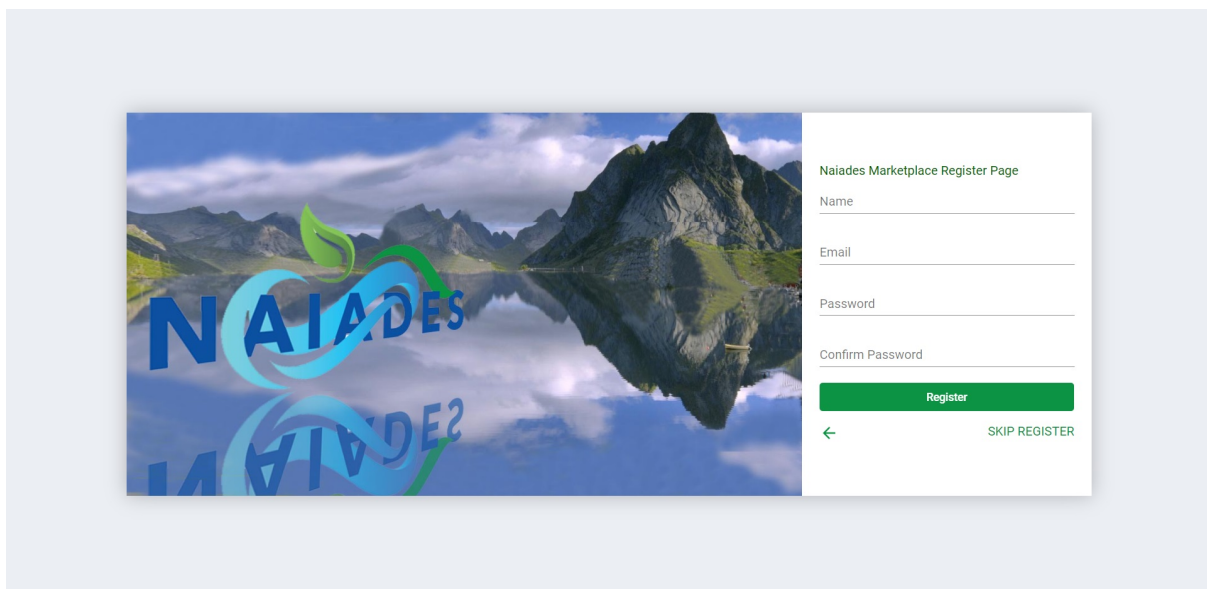 NAIADES
Naiades Marketplace Register Page
Name
Email
Password
Confirm Password
Register
SKIP REGISTER